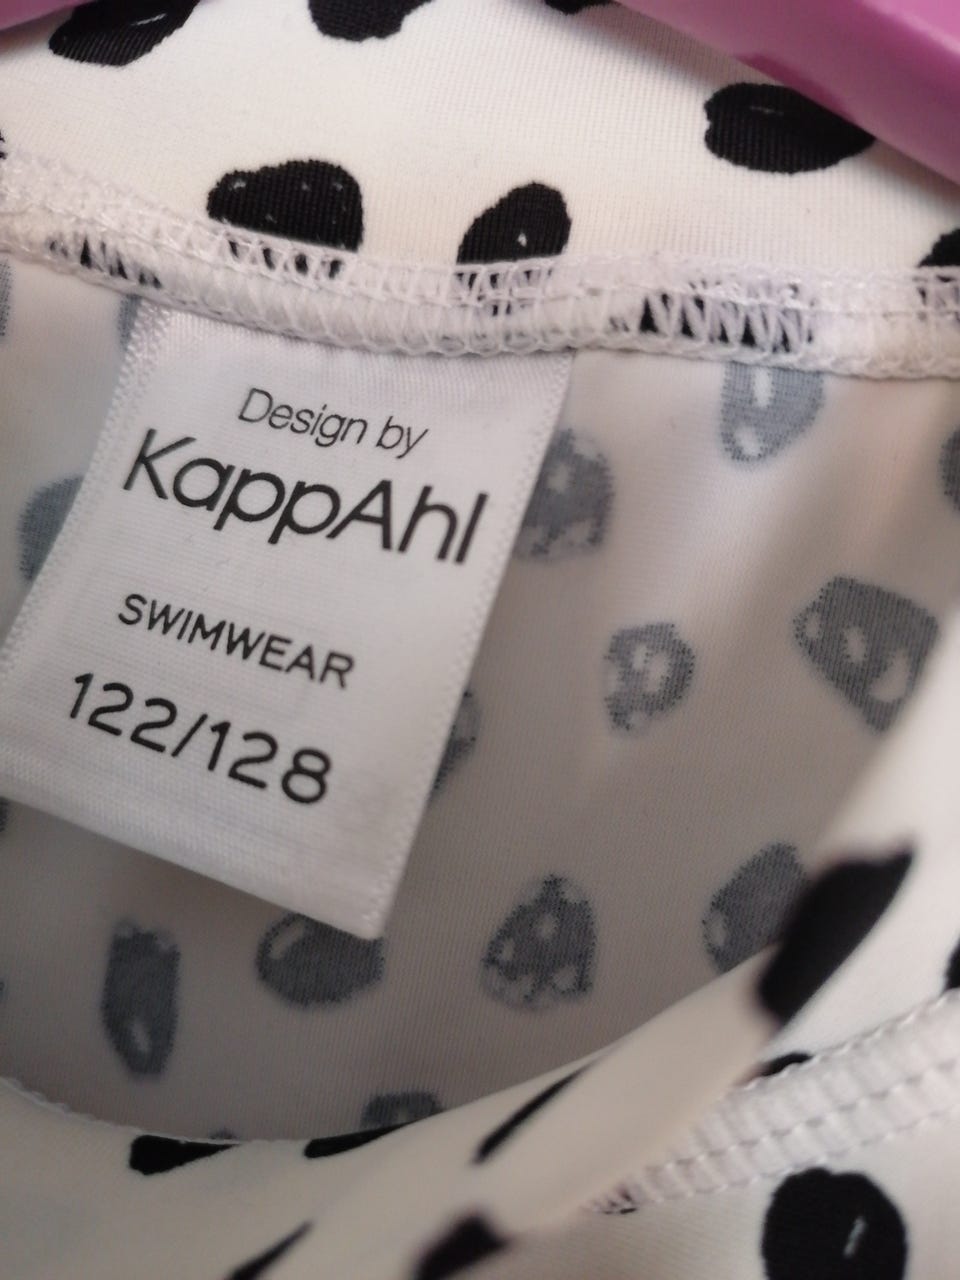 Design by
KappAhl
SWIMWEAR
122/128